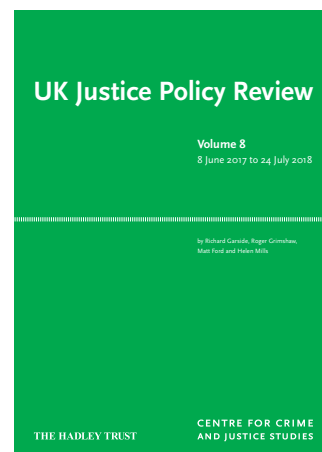 UK Justice Policy Review
Volume 8
8 June 2017 to 24 July 2018
by Richard Garside, Roger Grimshaw,
Matt Ford and Helen Mills
THE HADLEY TRUST
CENTRE FOR CRIME
AND JUSTICE STUDIES